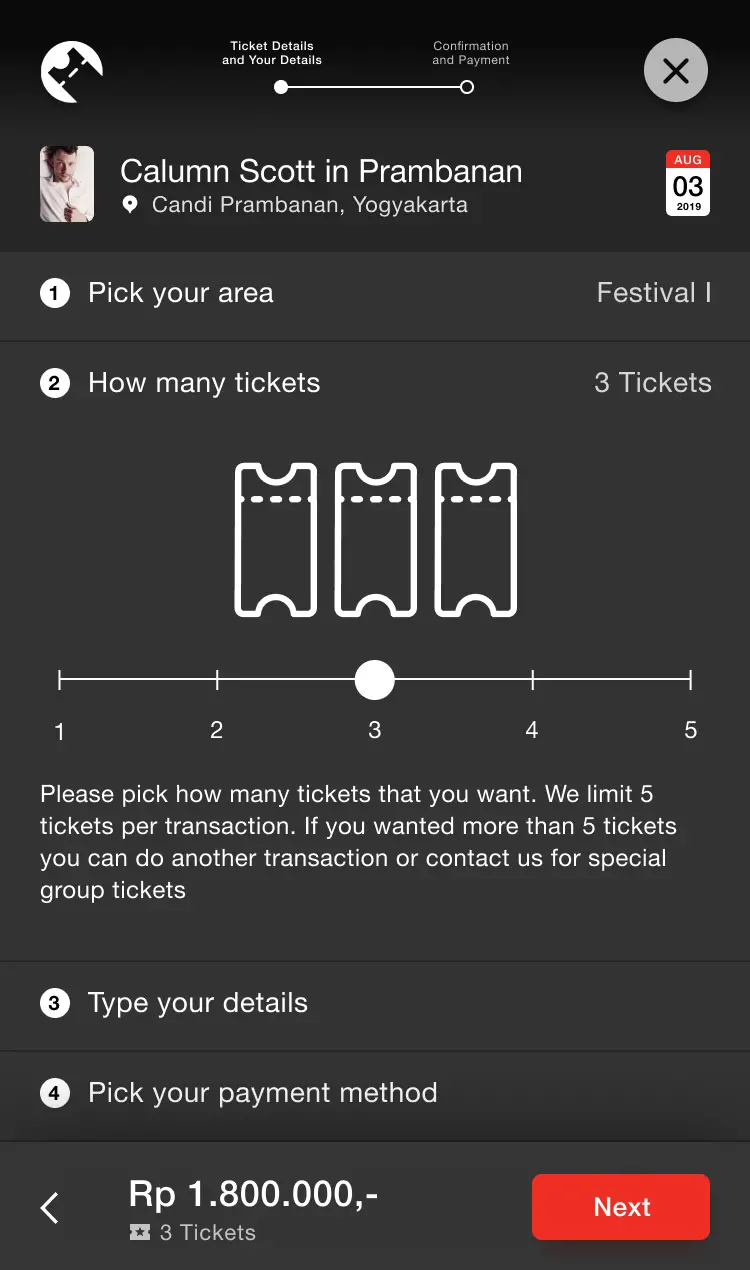 Ticket Details
and Your Details
Confirmation
and Payment
Calumn Scott in Prambanan
Candi Prambanan, Yogyakarta
AUG
03
2019
1 Pick your area Festival I
2 How many tickets 3 Tickets
1 2 3 4 5
Please pick how many tickets that you want. We limit 5
tickets per transaction. If you wanted more than 5 tickets
you can do another transaction or contact us for special
group tickets
3 Type your details
4 Pick your payment method
Rp 1.800.000,-
3 Tickets
Next